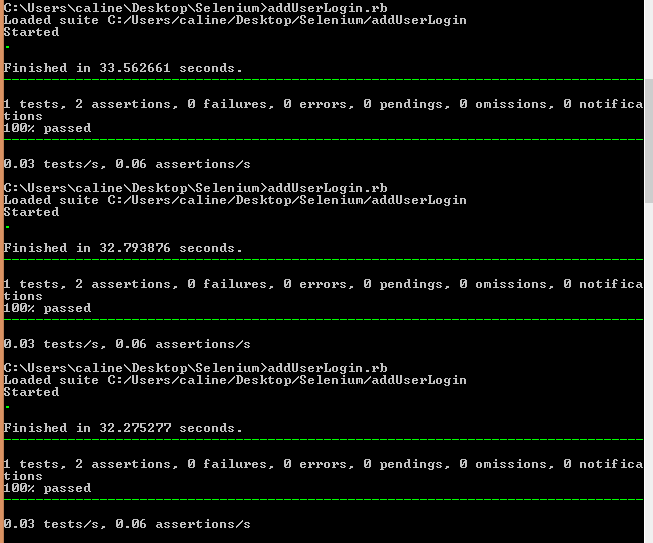 C:\Users\caline\Desktop\Selenium>addUserLogin.rb
Loaded suite C:/Users/caline/Desktop/Selenium/addUserLogin
Started
.
Finished in 33.562661 seconds.
--------------------------------------------------------------------------------
1 tests, 2 assertions, 0 failures, 0 errors, 0 pendings, 0 omissions, 0 notifica
tions
100% passed
--------------------------------------------------------------------------------
0.03 tests/s, 0.06 assertions/s
C:\Users\caline\Desktop\Selenium>addUserLogin.rb
Loaded suite C:/Users/caline/Desktop/Selenium/addUserLogin
Started
.
Finished in 32.793876 seconds.
--------------------------------------------------------------------------------
1 tests, 2 assertions, 0 failures, 0 errors, 0 pendings, 0 omissions, 0 notifica
tions
100% passed
--------------------------------------------------------------------------------
0.03 tests/s, 0.06 assertions/s
C:\Users\caline\Desktop\Selenium>addUserLogin.rb
Loaded suite C:/Users/caline/Desktop/Selenium/addUserLogin
Started
.
Finished in 32.275277 seconds.
--------------------------------------------------------------------------------
1 tests, 2 assertions, 0 failures, 0 errors, 0 pendings, 0 omissions, 0 notifica
tions
100% passed
--------------------------------------------------------------------------------
0.03 tests/s, 0.06 assertions/s